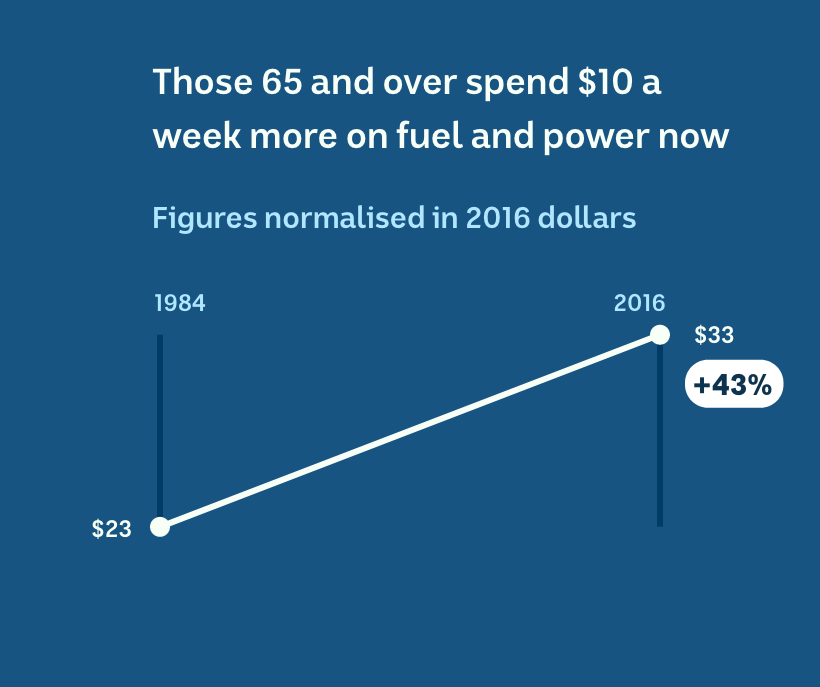 Those 65 and over spend $10 a
week more on fuel and power now
Figures normalised in 2016 dollars
1984
2016
$33
+43%
$23